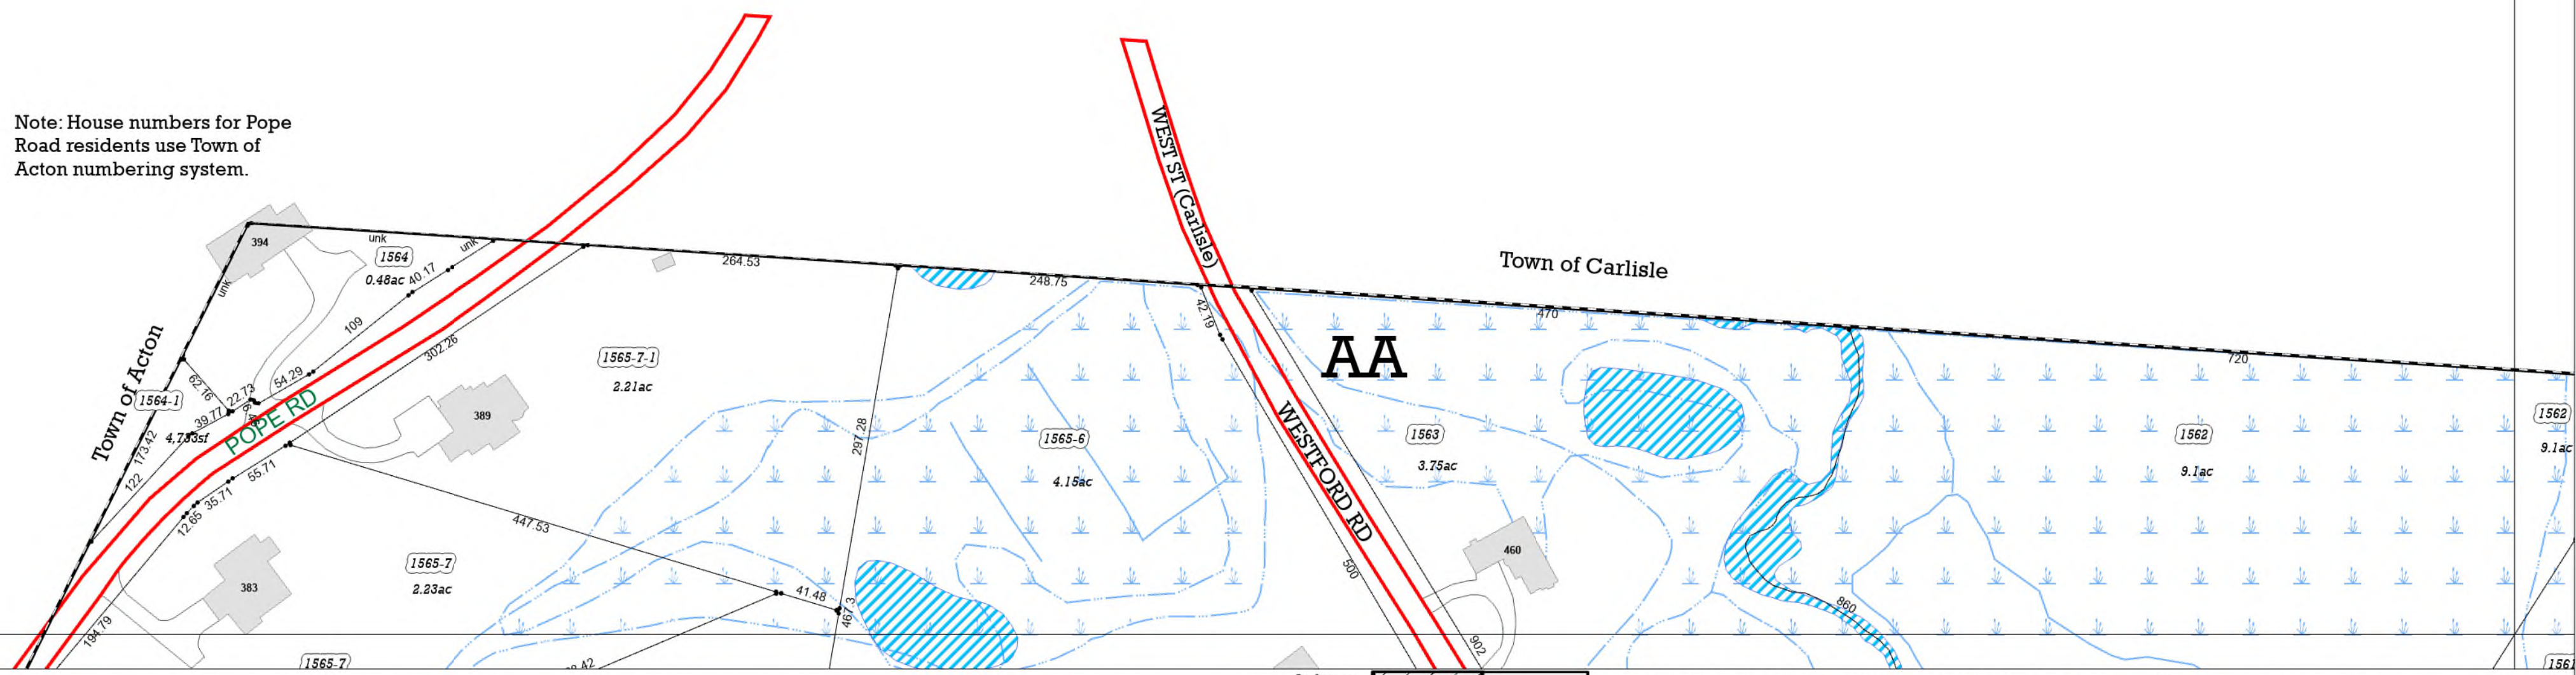 Note: House numbers for Pope
Road residents use Town of
Acton numbering system.
WEST ST (Carlisle)
Town of Carlisle
Town of Acton
394
unk
1564
0.48ac
unk
40.17
unk
264.53
248.75
42.19
470
720
109
302.26
54.29
22.73
62.16
39.77
1564-1
4,733sf
173.42
122
POPE RD
389
1565-7-1
2.21ac
297.28
AA
1565-6
4.15ac
WESTFORD RD
1563
3.75ac
1562
9.1ac
1562
9.1ac
55.71
35.71
12.65
447.53
383
1565-7
2.23ac
41.48
467.3
500
460
860
902
194.79
1565-7
1561